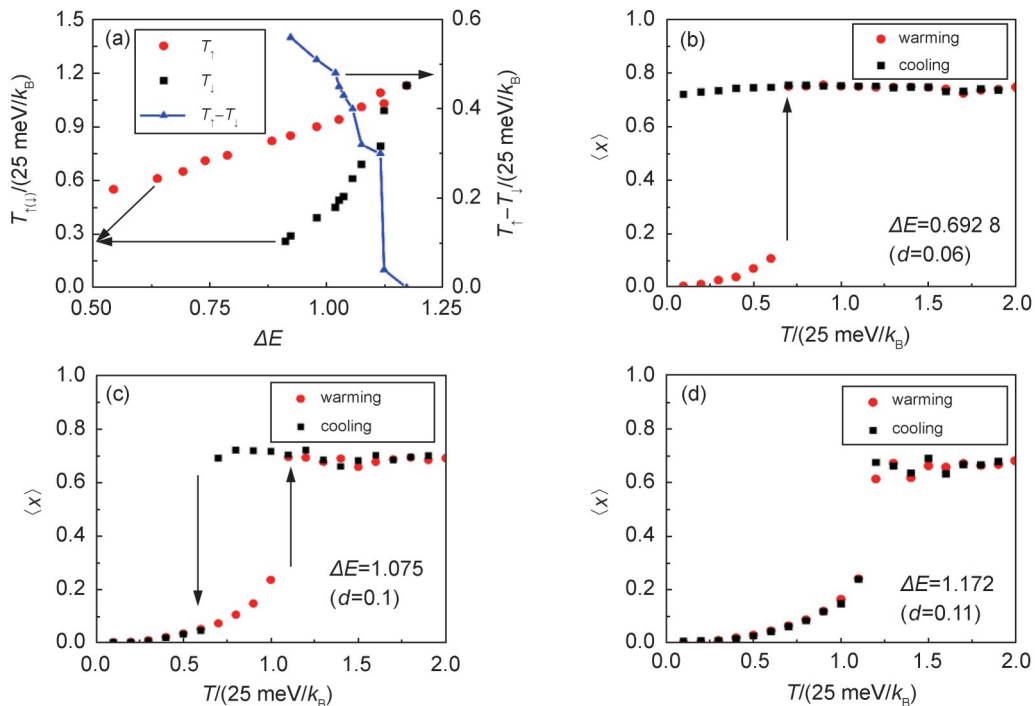 (a)
T↑
T↓
T↑−T↓
1.5
1.2
0.9
0.6
0.3
0.0
T↑(↓)/(25 meV/kB)
0.6
0.4
0.2
0.0
T↑−T↓/(25 meV/kB)
0.50 0.75 1.00 1.25
ΔE
(b)
warming
cooling
1.0
0.8
0.6
0.4
0.2
0.0
⟨x⟩
ΔE=0.692 8
(d=0.06)
0.0 0.5 1.0 1.5 2.0
T/(25 meV/kB)
(c)
warming
cooling
1.0
0.8
0.6
0.4
0.2
0.0
⟨x⟩
ΔE=1.075
(d=0.1)
0.0 0.5 1.0 1.5 2.0
T/(25 meV/kB)
(d)
warming
cooling
1.0
0.8
0.6
0.4
0.2
0.0
⟨x⟩
ΔE=1.172
(d=0.11)
0.0 0.5 1.0 1.5 2.0
T/(25 meV/kB)